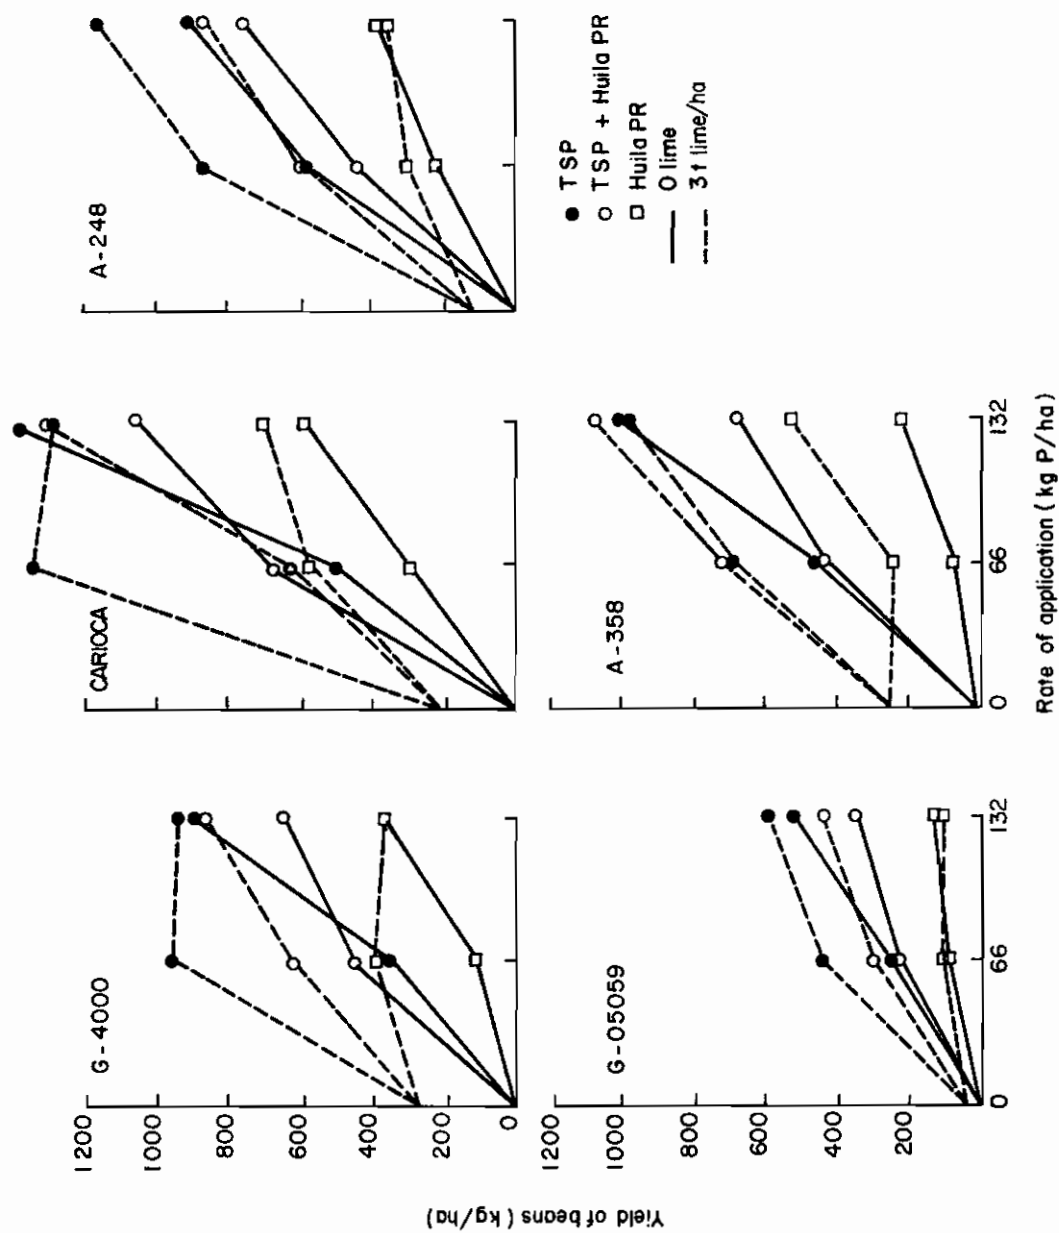 G-4000
CARIOCA
A-248
1200
1000
800
600
400
200
0
TSP
TSP + Huila PR
Huila PR
0 lime
3 t lime/ha
Yield of beans (kg/ha)
G-05059
A-358
1200
1000
800
600
400
200
0 66 132
0 66 132
Rate of application (kg P/ha)